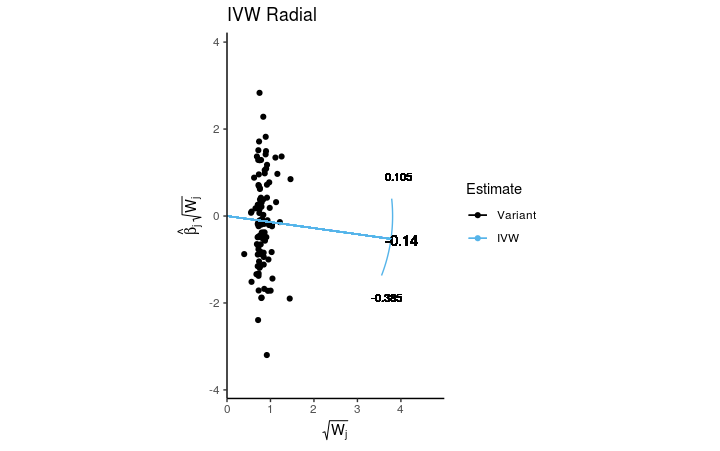 IVW Radial
4
2
0
-2
-4
β̂j√Wj
0.105
-0.14
-0.385
0 1 2 3 4
√Wj
Estimate
Variant
IVW